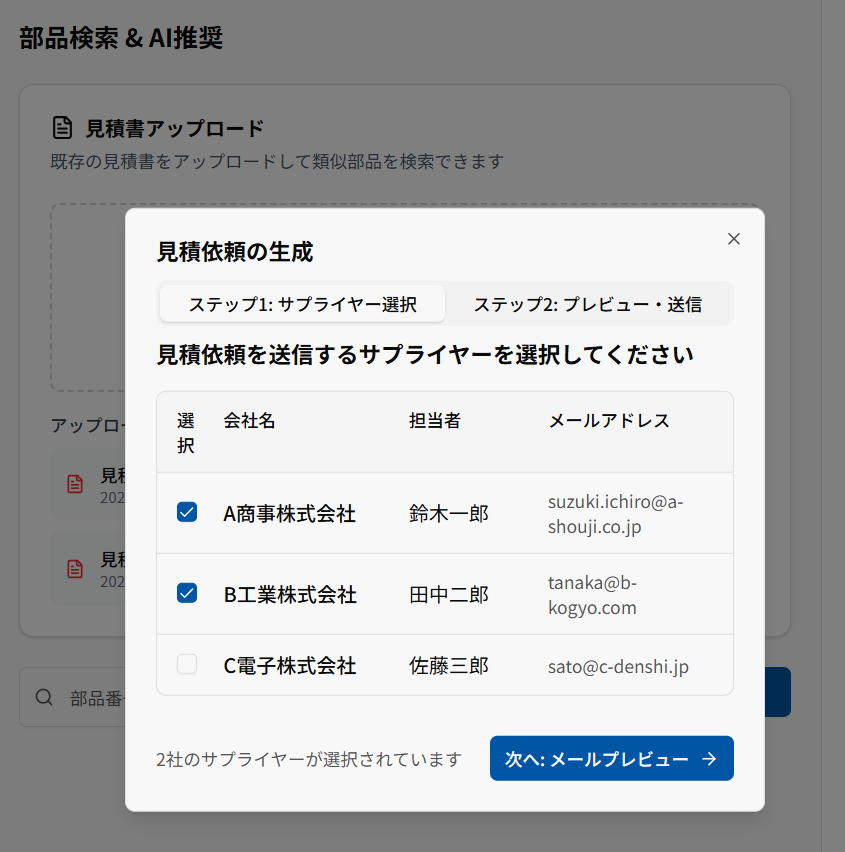 部品検索 & AI推奨
見積書アップロード
既存の見積書をアップロードして類似部品を検索できます
見積依頼の生成
ステップ1: サプライヤー選択
ステップ2: プレビュー・送信
見積依頼を送信するサプライヤーを選択してください
選択 会社名 担当者 メールアドレス
A商事株式会社 鈴木一郎 suzuki.ichiro@a-shouji.co.jp
B工業株式会社 田中二郎 tanaka@b-kogyo.com
C電子株式会社 佐藤三郎 sato@c-denshi.jp
2社のサプライヤーが選択されています
次へ: メールプレビュー
アップロー
見積
202
見積
202
部品番